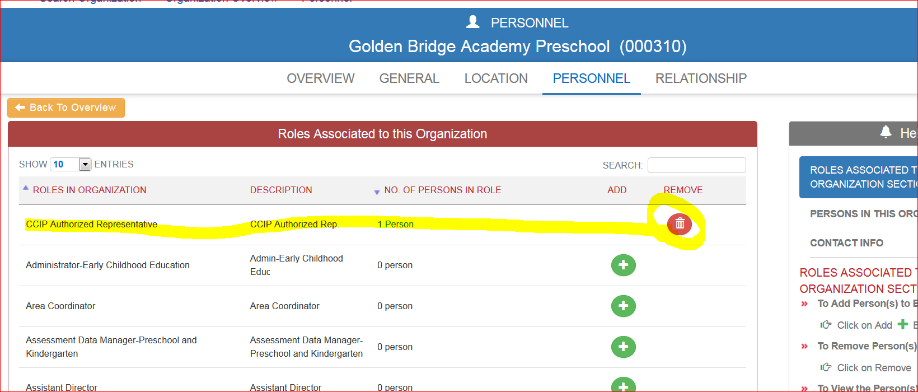 PERSONNEL
Golden Bridge Academy Preschool (000310)
OVERVIEW GENERAL LOCATION PERSONNEL RELATIONSHIP
Back To Overview
Roles Associated to this Organization
SHOW 10 ENTRIES SEARCH:
ROLES IN ORGANIZATION DESCRIPTION NO. OF PERSONS IN ROLE ADD REMOVE
CCIP Authorized Representative CCIP Authorized Rep 1 Person
Administrator-Early Childhood Education Admin-Early Childhood
Educ 0 person
Area Coordinator Area Coordinator 0 person
Assessment Data Manager-Preschool and
Kindergarten Assessment Data Manager-
Preschool and Kindergarten 0 person
Assistant Director Assistant Director 0 person
He
ROLES ASSOCIATED T
ORGANIZATION SECTI
PERSONS IN THIS ORG
CONTACT INFO
ROLES ASSOCIATED T
ORGANIZATION SECT
» To Add Person(s) to E
Click on Add
» To Remove Person(s)
Click on Remove
» To View the Person(s)